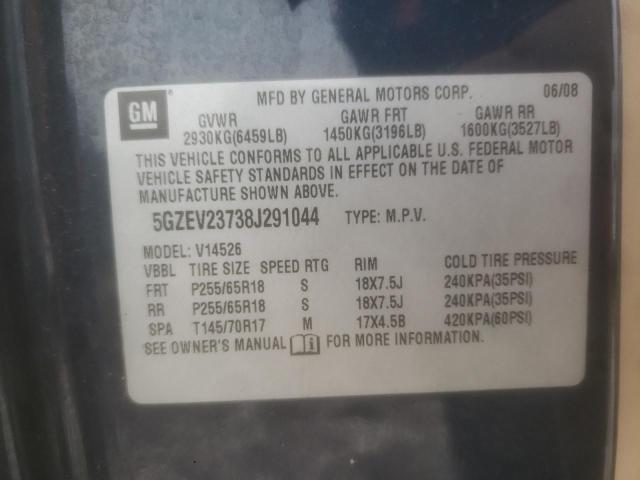 GM
MFD BY GENERAL MOTORS CORP. 06/08
GVWR GAWR FRT GAWR RR
2930KG(6459LB) 1450KG(3196LB) 1600KG(3527LB)
THIS VEHICLE CONFORMS TO ALL APPLICABLE U.S. FEDERAL MOTOR
VEHICLE SAFETY STANDARDS IN EFFECT ON THE DATE OF
MANUFACTURE SHOWN ABOVE.
5GZEV23738J291044 TYPE: M.P.V.
MODEL: V14526
VBBL TIRE SIZE SPEED RTG RIM COLD TIRE PRESSURE
FRT P255/65R18 S 18X7.5J 240KPA(35PSI)
RR P255/65R18 S 18X7.5J 240KPA(35PSI)
SPA T145/70R17 M 17X4.5B 420KPA(60PSI)
SEE OWNER'S MANUAL i FOR MORE INFORMATION.